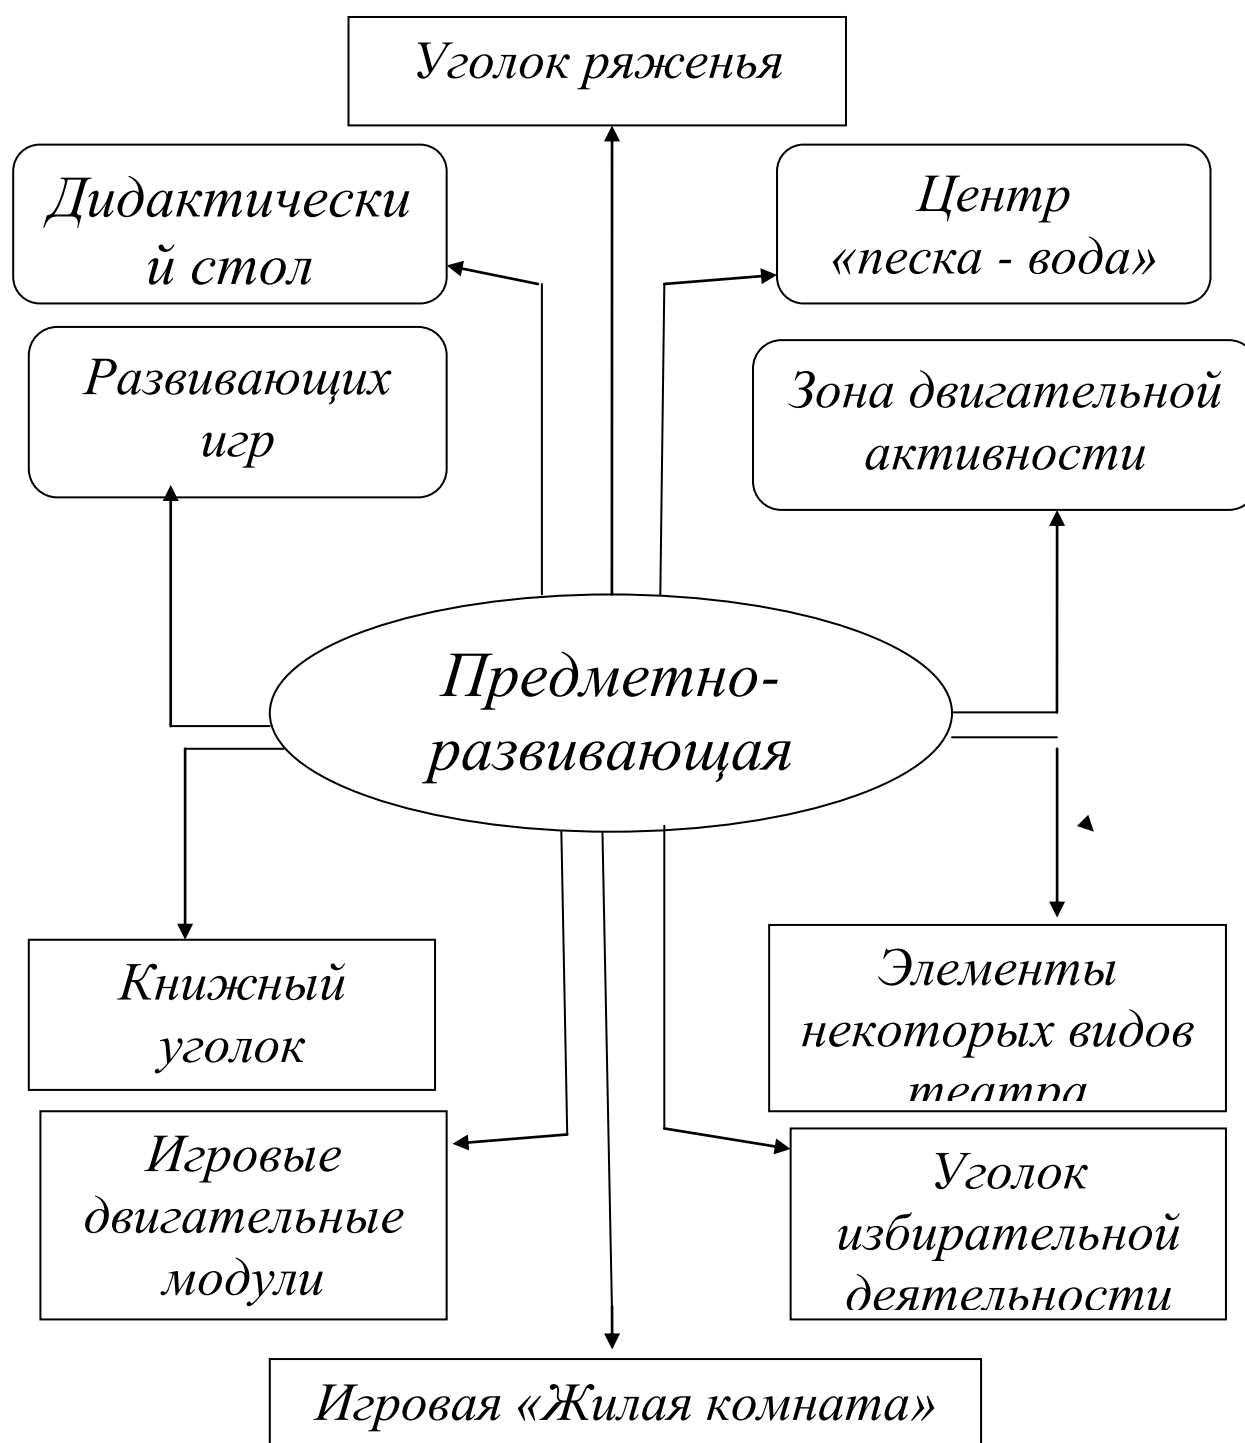 Уголок ряженья
Дидактически
й стол
Центр
«песка - вода»
Развивающих
игр
Зона двигательной
активности
Предметно-
развивающая
Книжный
уголок
Элементы
некоторых видов
театра
Игровые
двигательные
модули
Уголок
избирательной
деятельности
Игровая «Жилая комната»